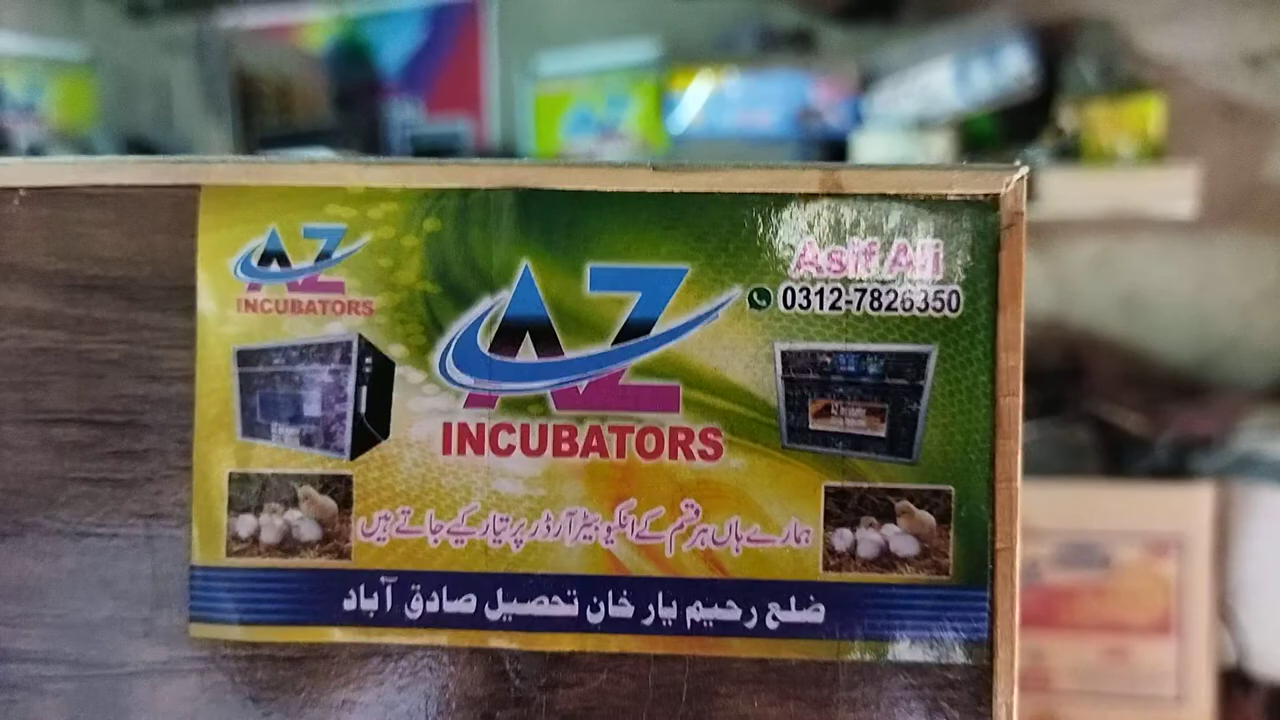 AZ
INCUBATORS
AZ
INCUBATORS
Asif Ali
0312-7826350
ہمارے ہاں ہر قسم کے انکیوبیٹر آرڈر پر تیار کیے جاتے ہیں
ضلع رحیم یار خان تحصیل صادق آباد